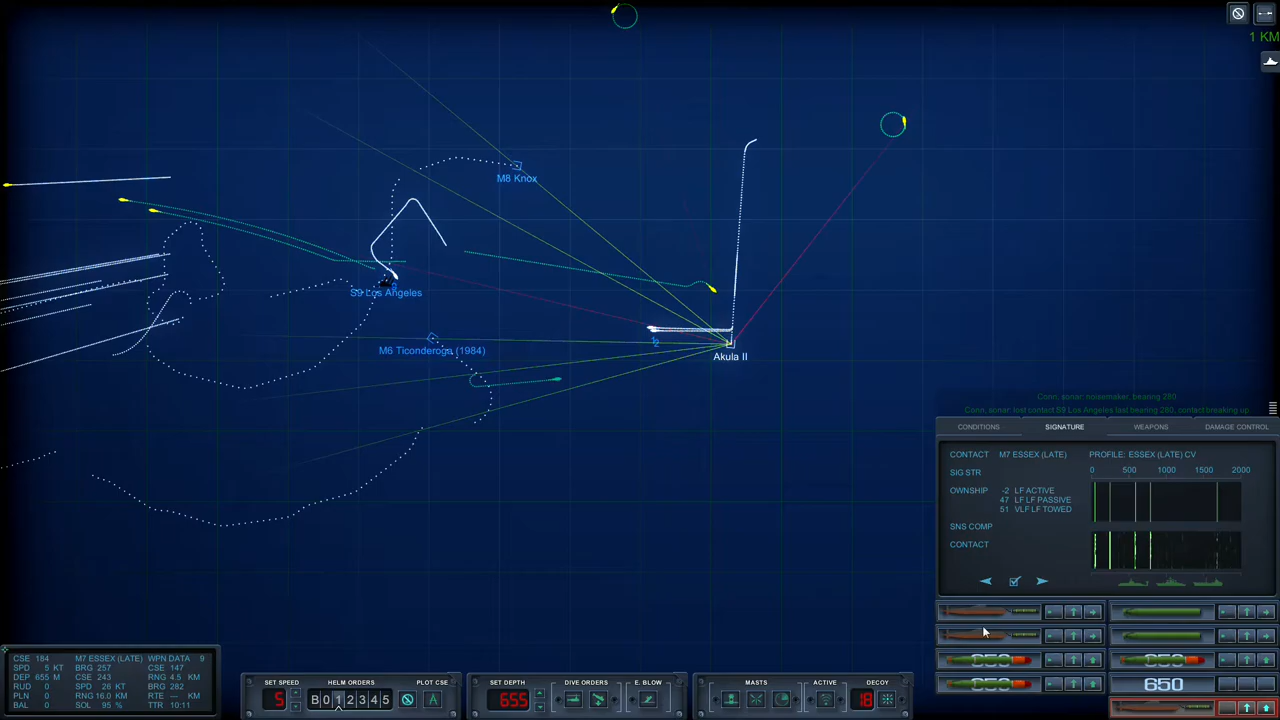 1 KM
M8 Knox
S9 Los Angeles
M6 Ticonderoga (1984)
Akula II
Conn, sonar: noisemaker, bearing 280
Conn, sonar: lost contact S9 Los Angeles last bearing 280, contact breaking up.
CONDITIONS SIGNATURE WEAPONS DAMAGE CONTROL
CONTACT M7 ESSEX (LATE) PROFILE: ESSEX (LATE) CV
SIG STR 0 500 1000 1500 2000
OWNSHIP -2 LF ACTIVE
47 LF LF PASSIVE
51 VLF LF TOWED
SNS COMP
CONTACT
650 650
650 650
CSE 184 M7 ESSEX (LATE) WPN DATA 9
SPD 5 KT BRG 257 CSE 147
DEP 655 M CSE 243 RNG 4.5 KM
RUD 0 SPD 26 KT BRG 282
PLN 0 RNG 16.0 KM RTE --- M
BAL 0 SOL 95 % TTR 10:11
SET SPEED HELM ORDERS PLOT CSE
5 B 0 1 2 3 4 5 A
SET DEPTH DIVE ORDERS E. BLOW
655
MASTS ACTIVE DECOY
18